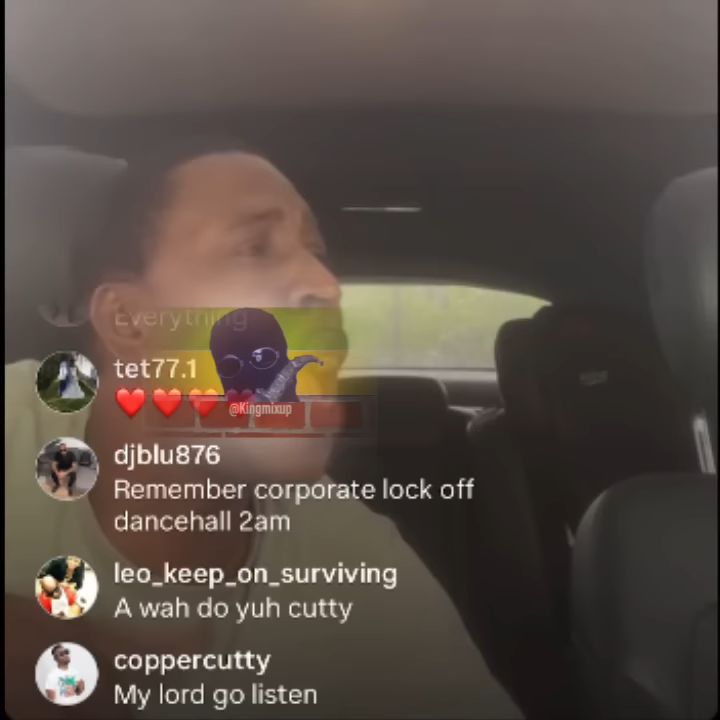 Everything
tet77.1
❤️❤️❤️❤️
@Kingmixup
djblu876
Remember corporate lock off
dancehall 2am
leo_keep_on_surviving
A wah do yuh cutty
coppercutty
My lord go listen